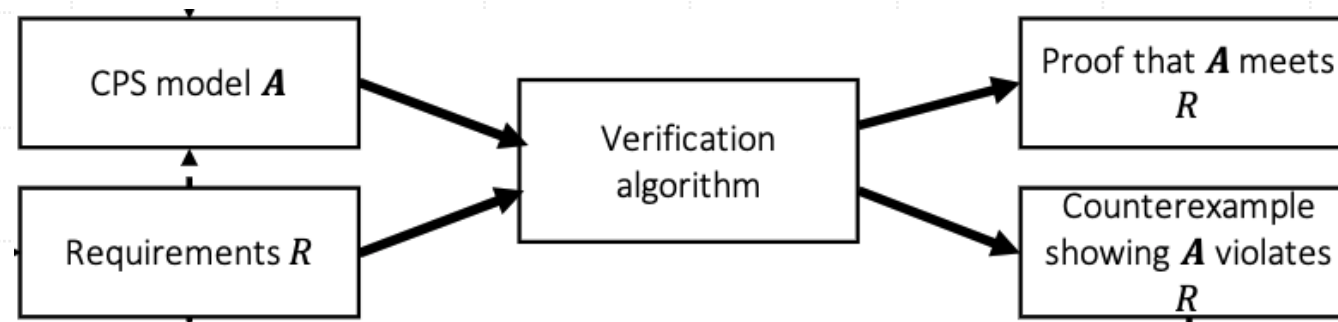 CPS model A
Requirements R
Verification
algorithm
Proof that A meets
R
Counterexample
showing A violates
R